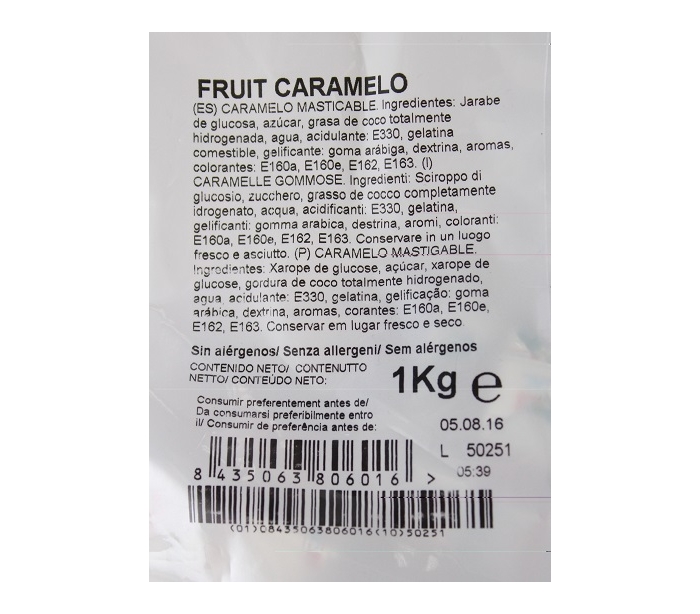 FRUIT CARAMELO
(ES) CARAMELO MASTICABLE. Ingredientes: Jarabe
de glucosa, azúcar, grasa de coco totalmente
hidrogenada, agua, acidulante: E330, gelatina
comestible, gelificante: goma arábiga, dextrina, aromas,
colorantes: E160a, E160e, E162, E163. (I)
CARAMELLE GOMMOSE. Ingredienti: Sciroppo di
glucosio, zucchero, grasso di cocco completamente
idrogenato, acqua, acidificanti: E330, gelatina,
gelificanti: gomma arabica, destrina, aromi, coloranti:
E160a, E160e, E162, E163. Conservare in un luogo
fresco e asciutto. (P) CARAMELO MASTIGABLE.
Ingredientes: Xarope de glucose, açúcar, xarope de
glucose, gordura de coco totalmente hidrogenado,
agua, acidulante: E330, gelatina, gelificação: goma
arábica, dextrina, aromas, corantes: E160a, E160e,
E162, E163. Conservar em lugar fresco e seco.
Sin alérgenos/ Senza allergeni/ Sem alérgenos
CONTENIDO NETO/ CONTENUTTO
NETTO/ CONTEÚDO NETO:
1Kg e
Consumir preferentement antes de/
Da consumarsi preferibilmente entro
il/ Consumir de preferência antes de:
05.08.16
L 50251
05:39
8 435063 806016 >
(01)08435063806016(10)50251